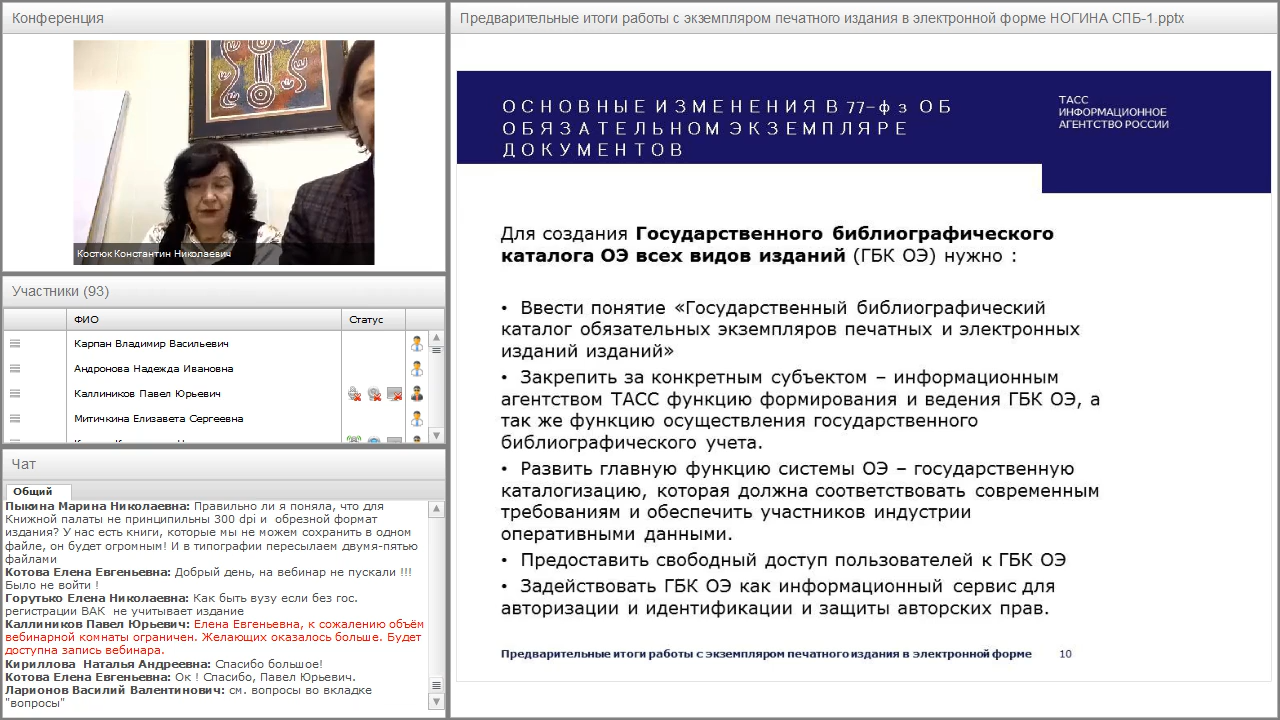 Конференция
Костюк Константин Николаевич
Участники (93)
ФИО Статус
Карпан Владимир Васильевич
Андронова Надежда Ивановна
Каллиников Павел Юрьевич
Митичкина Елизавета Сергеевна
Чат
Общий
Пыкина Марина Николаевна: Правильно ли я поняла, что для
Книжной палаты не принципильны 300 dpi и обрезной формат
издания? У нас есть книги, которые мы не можем сохранить в одном
файле, он будет огромным! И в типографии пересылаем двумя-пятью
файлами
Котова Елена Евгеньевна: Добрый день, на вебинар не пускали !!!
Было не войти !
Горутько Елена Николаевна: Как быть вузу если без гос.
регистрации ВАК не учитывает издание
Каллиников Павел Юрьевич: Елена Евгеньевна, к сожалению объём
вебинарной комнаты ограничен. Желающих оказалось больше. Будет
доступна запись вебинара.
Кириллова Наталья Андреевна: Спасибо большое!
Котова Елена Евгеньевна: Ок ! Спасибо, Павел Юрьевич.
Ларионов Василий Валентинович: см. вопросы во вкладке
"вопросы"
Предварительные итоги работы с экземпляром печатного издания в электронной форме НОГИНА СПБ-1.pptx
ОСНОВНЫЕ ИЗМЕНЕНИЯ В 77-ф з ОБ
ОБЯЗАТЕЛЬНОМ ЭКЗЕМПЛЯРЕ
ДОКУМЕНТОВ
ТАСС
ИНФОРМАЦИОННОЕ
АГЕНТСТВО РОССИИ
Для создания Государственного библиографического
каталога ОЭ всех видов изданий (ГБК ОЭ) нужно :
• Ввести понятие «Государственный библиографический
каталог обязательных экземпляров печатных и электронных
изданий изданий»
• Закрепить за конкретным субъектом – информационным
агентством ТАСС функцию формирования и ведения ГБК ОЭ, а
так же функцию осуществления государственного
библиографического учета.
• Развить главную функцию системы ОЭ – государственную
каталогизацию, которая должна соответствовать современным
требованиям и обеспечить участников индустрии
оперативными данными.
• Предоставить свободный доступ пользователей к ГБК ОЭ
• Задействовать ГБК ОЭ как информационный сервис для
авторизации и идентификации и защиты авторских прав.
Предварительные итоги работы с экземпляром печатного издания в электронной форме 10